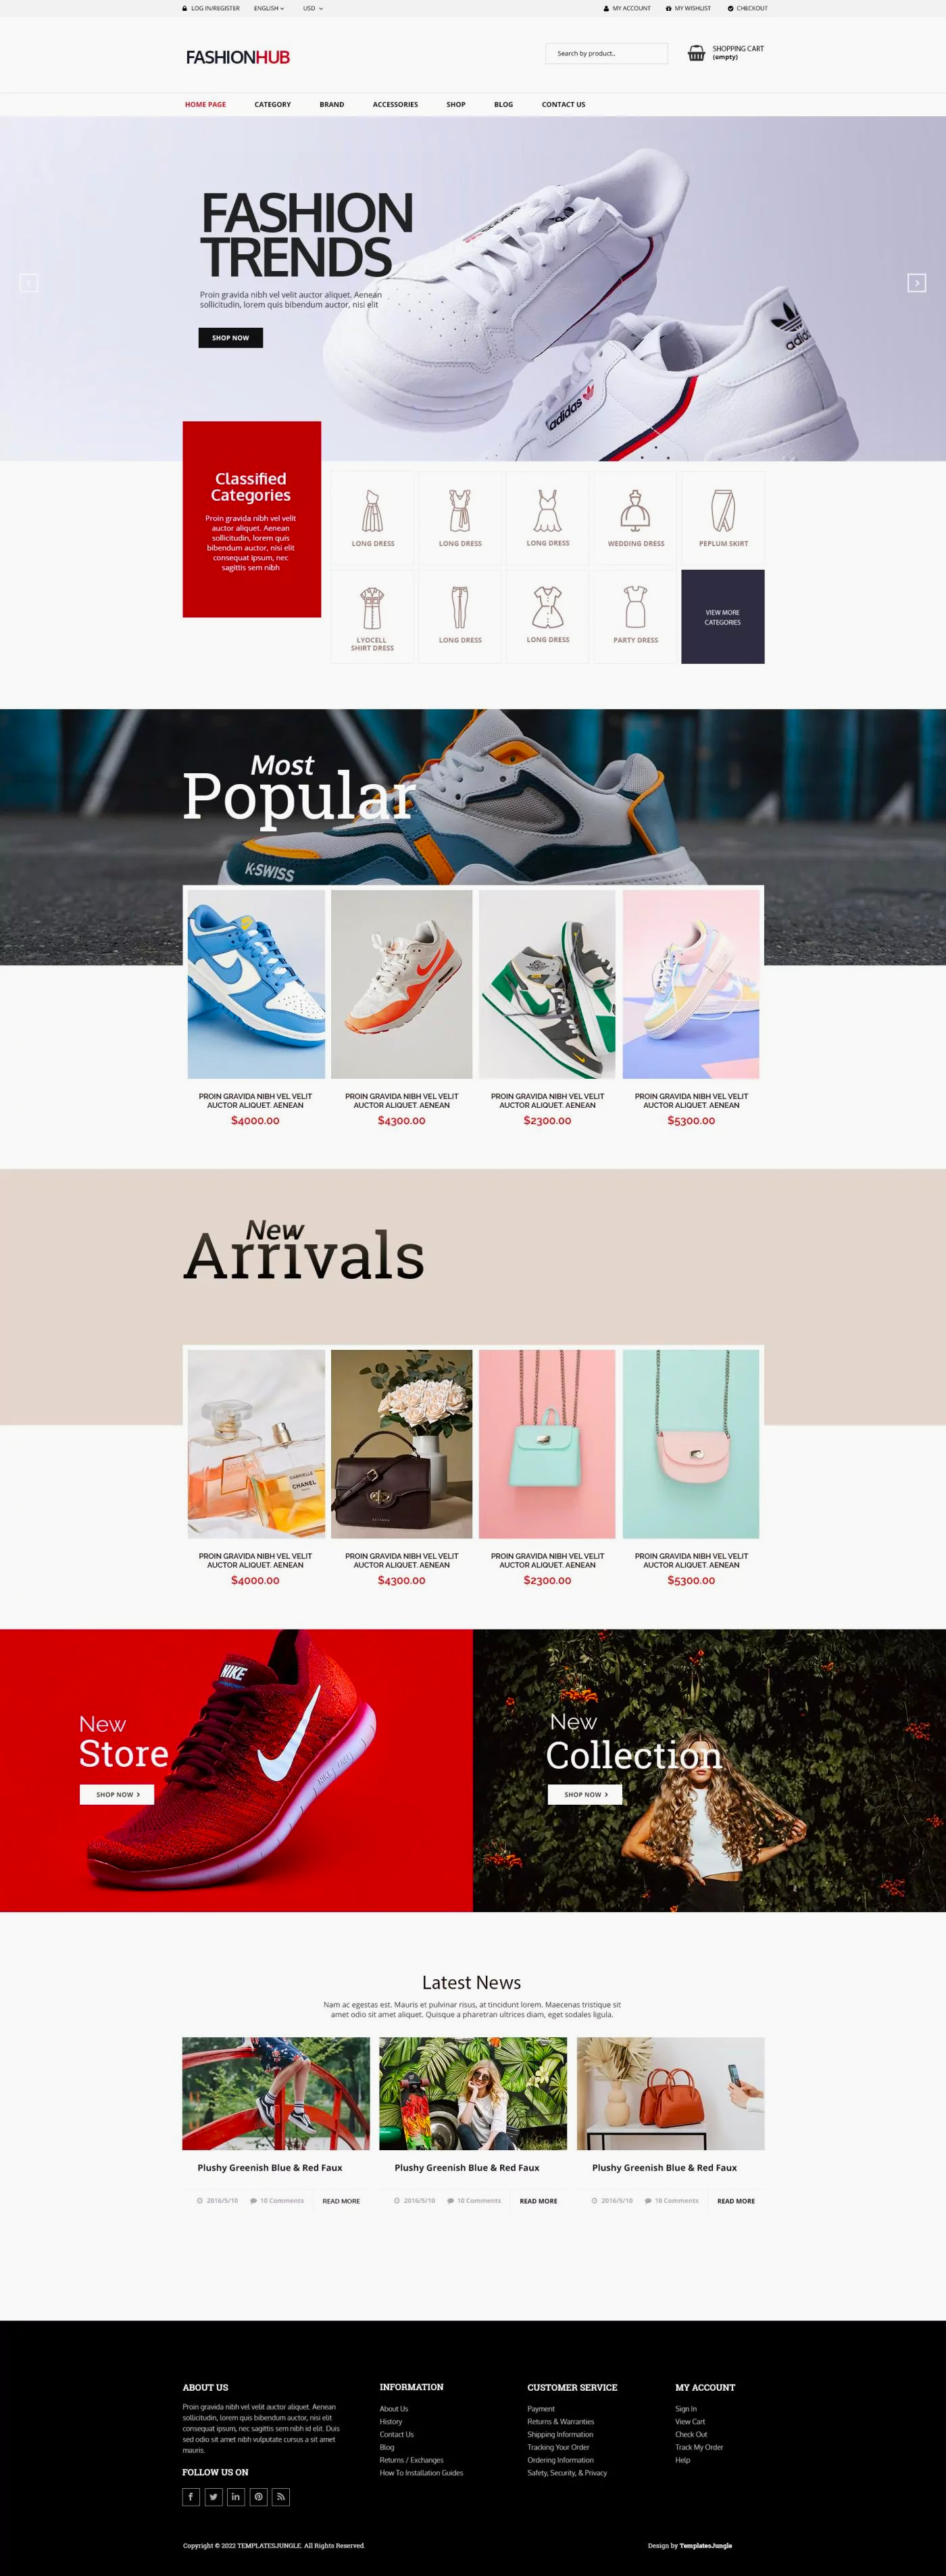 LOG IN/REGISTER ENGLISH USD MY ACCOUNT MY WISHLIST CHECKOUT
FASHIONHUB
Search by product..
SHOPPING CART
(empty)
HOME PAGE CATEGORY BRAND ACCESSORIES SHOP BLOG CONTACT US
FASHION
TRENDS
Proin gravida nibh vel velit auctor aliquet. Aenean
sollicitudin, lorem quis bibendum auctor, nisi elit
SHOP NOW
adidas
adidas
Classified
Categories
Proin gravida nibh vel velit
auctor aliquet. Aenean
sollicitudin, lorem quis
bibendum auctor, nisi elit
consequat ipsum, nec
sagittis sem nibh
LONG DRESS LONG DRESS LONG DRESS WEDDING DRESS PEPLUM SKIRT
LYOCELL
SHIRT DRESS
LONG DRESS LONG DRESS PARTY DRESS
VIEW MORE
CATEGORIES
Most
Popular
K·SWISS
PROIN GRAVIDA NIBH VEL VELIT
AUCTOR ALIQUET. AENEAN
$4000.00
PROIN GRAVIDA NIBH VEL VELIT
AUCTOR ALIQUET. AENEAN
$4300.00
PROIN GRAVIDA NIBH VEL VELIT
AUCTOR ALIQUET. AENEAN
$2300.00
PROIN GRAVIDA NIBH VEL VELIT
AUCTOR ALIQUET. AENEAN
$5300.00
New
Arrivals
GABRIELLE
CHANEL
PROIN GRAVIDA NIBH VEL VELIT
AUCTOR ALIQUET. AENEAN
$4000.00
PROIN GRAVIDA NIBH VEL VELIT
AUCTOR ALIQUET. AENEAN
$4300.00
PROIN GRAVIDA NIBH VEL VELIT
AUCTOR ALIQUET. AENEAN
$2300.00
PROIN GRAVIDA NIBH VEL VELIT
AUCTOR ALIQUET. AENEAN
$5300.00
NIKE
New
Store
SHOP NOW >
New
Collection
SHOP NOW >
Latest News
Nam ac egestas est. Mauris et pulvinar risus, at tincidunt lorem. Maecenas tristique sit
amet odio sit amet aliquet. Quisque a pharetran ultrices diam, eget sodales ligula.
Plushy Greenish Blue & Red Faux
2016/5/10 10 Comments READ MORE
Plushy Greenish Blue & Red Faux
2016/5/10 10 Comments READ MORE
Plushy Greenish Blue & Red Faux
2016/5/10 10 Comments READ MORE
ABOUT US
Proin gravida nibh vel velit auctor aliquet. Aenean
sollicitudin, lorem quis bibendum auctor, nisi elit
consequat ipsum, nec sagittis sem nibh id elit. Duis
sed odio sit amet nibh vulputate cursus a sit amet
mauris.
FOLLOW US ON
INFORMATION
About Us
History
Contact Us
Blog
Returns / Exchanges
How To Installation Guides
CUSTOMER SERVICE
Payment
Returns & Warranties
Shipping Information
Tracking Your Order
Ordering Information
Safety, Security, & Privacy
MY ACCOUNT
Sign In
View Cart
Check Out
Track My Order
Help
Copyright © 2022 TEMPLATESJUNGLE. All Rights Reserved.
Design by TemplatesJungle